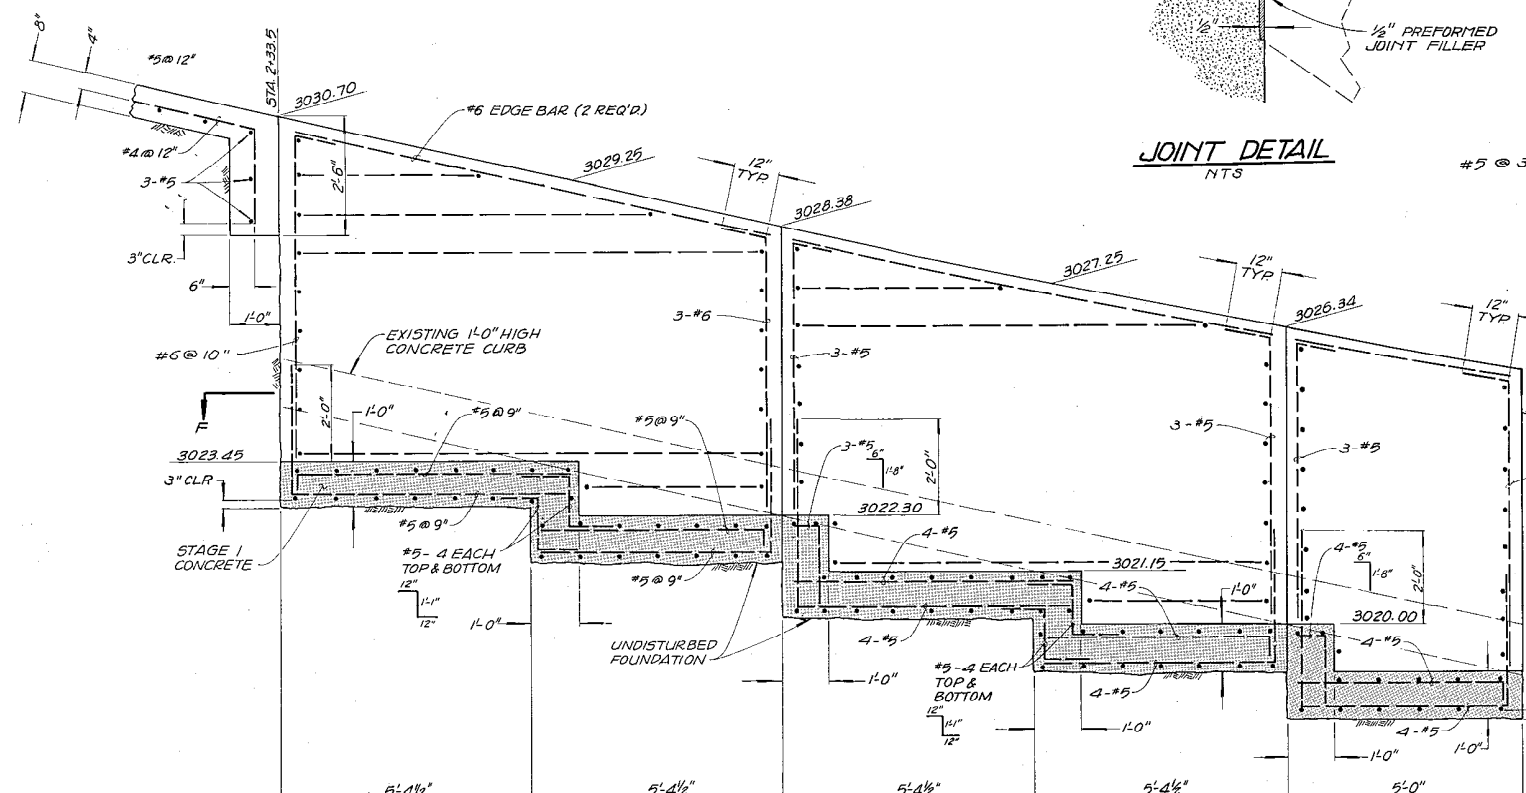 8"
4"
#5@12"
STA. 2+33.5
3030.70
#6 EDGE BAR (2 REQ'D.)
1/2"
1/2" PREFORMED
JOINT FILLER
JOINT DETAIL
NTS
#5 @ 3
#4@12"
3-#5
2'-6"
3029.25
12"
TYP.
3028.38
3"CLR.
6"
1'-0"
3027.25
12"
TYP.
3026.34
12"
TYP.
#6@10"
EXISTING 1'-0" HIGH
CONCRETE CURB
3-#6
3-#5
F
2'-0"
1'-0"
#5@9"
#5@9"
3-#5
6"
1'-8"
2'-0"
3-#5
3-#5
3023.45
3"CLR
3022.30
#5@9"
4-#5
STAGE 1
CONCRETE
#5-4 EACH
TOP & BOTTOM
#5@9"
12"
1'-1"
12"
1'-0"
3021.15
4-#5
1'-0"
4-#5
6"
1'-8"
2'-0"
3020.00
UNDISTURBED
FOUNDATION
4-#5
4-#5
#5-4 EACH
TOP &
BOTTOM
1'-0"
4-#5
12"
1'-1"
12"
1'-0"
4-#5
1'-0"
1'-0"
5'-4½"
5'-4½"
5'-4½"
5'-4½"
5'-0"